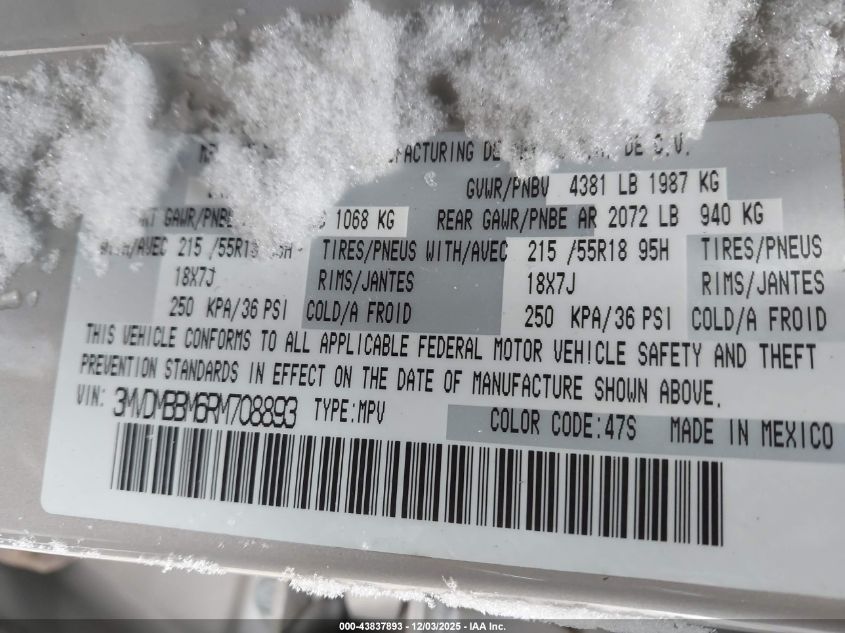 FACTURING DE DE C.V.
GVWR/PNBV 4381 LB 1987 KG
GAWR/PNBE 1068 KG REAR GAWR/PNBE AR 2072 LB 940 KG
WITH/AVEC 215 /55R18 95H TIRES/PNEUS WITH/AVEC 215 /55R18 95H TIRES/PNEUS
18X7J RIMS/JANTES 18X7J RIMS/JANTES
250 KPA/36 PSI COLD/A FROID 250 KPA/36 PSI COLD/A FROID
THIS VEHICLE CONFORMS TO ALL APPLICABLE FEDERAL MOTOR VEHICLE SAFETY AND THEFT
PREVENTION STANDARDS IN EFFECT ON THE DATE OF MANUFACTURE SHOWN ABOVE.
VIN: 3MVDMBBM6RM708893 TYPE:MPV COLOR CODE:47S MADE IN MEXICO
000-43837893 - 12/03/2025 - IAA Inc.